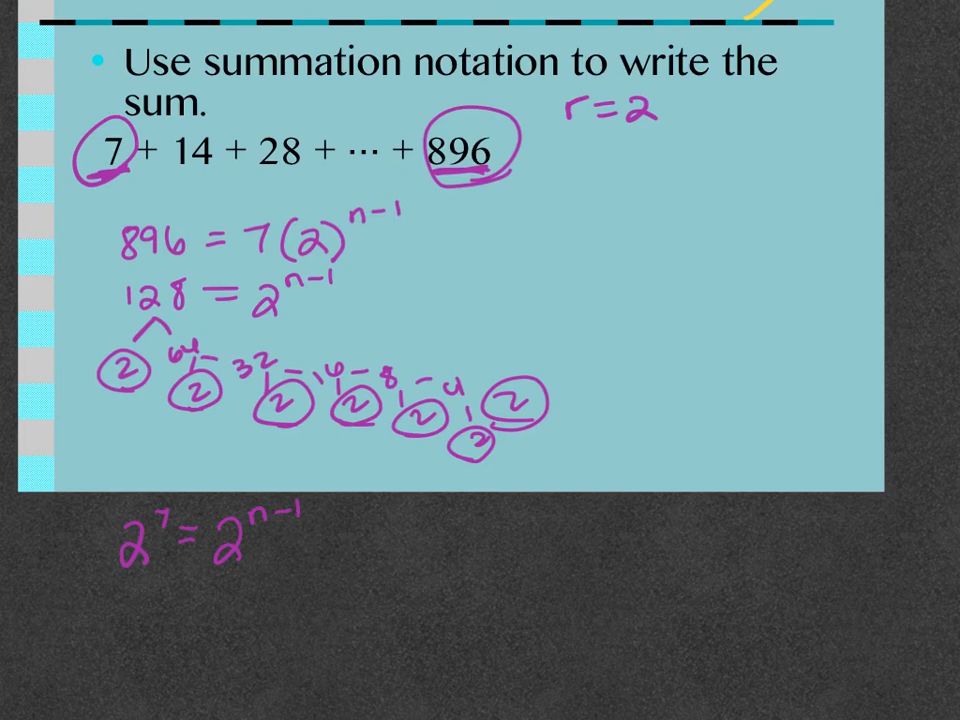 • Use summation notation to write the
sum.
r=2
7 + 14 + 28 + ··· + 896
896 = 7(2)^{n-1}
128 = 2^{n-1}
64 – 32 – 16 – 8 – 4
2 2 2 2 2 2 2
2^7 = 2^{n-1}